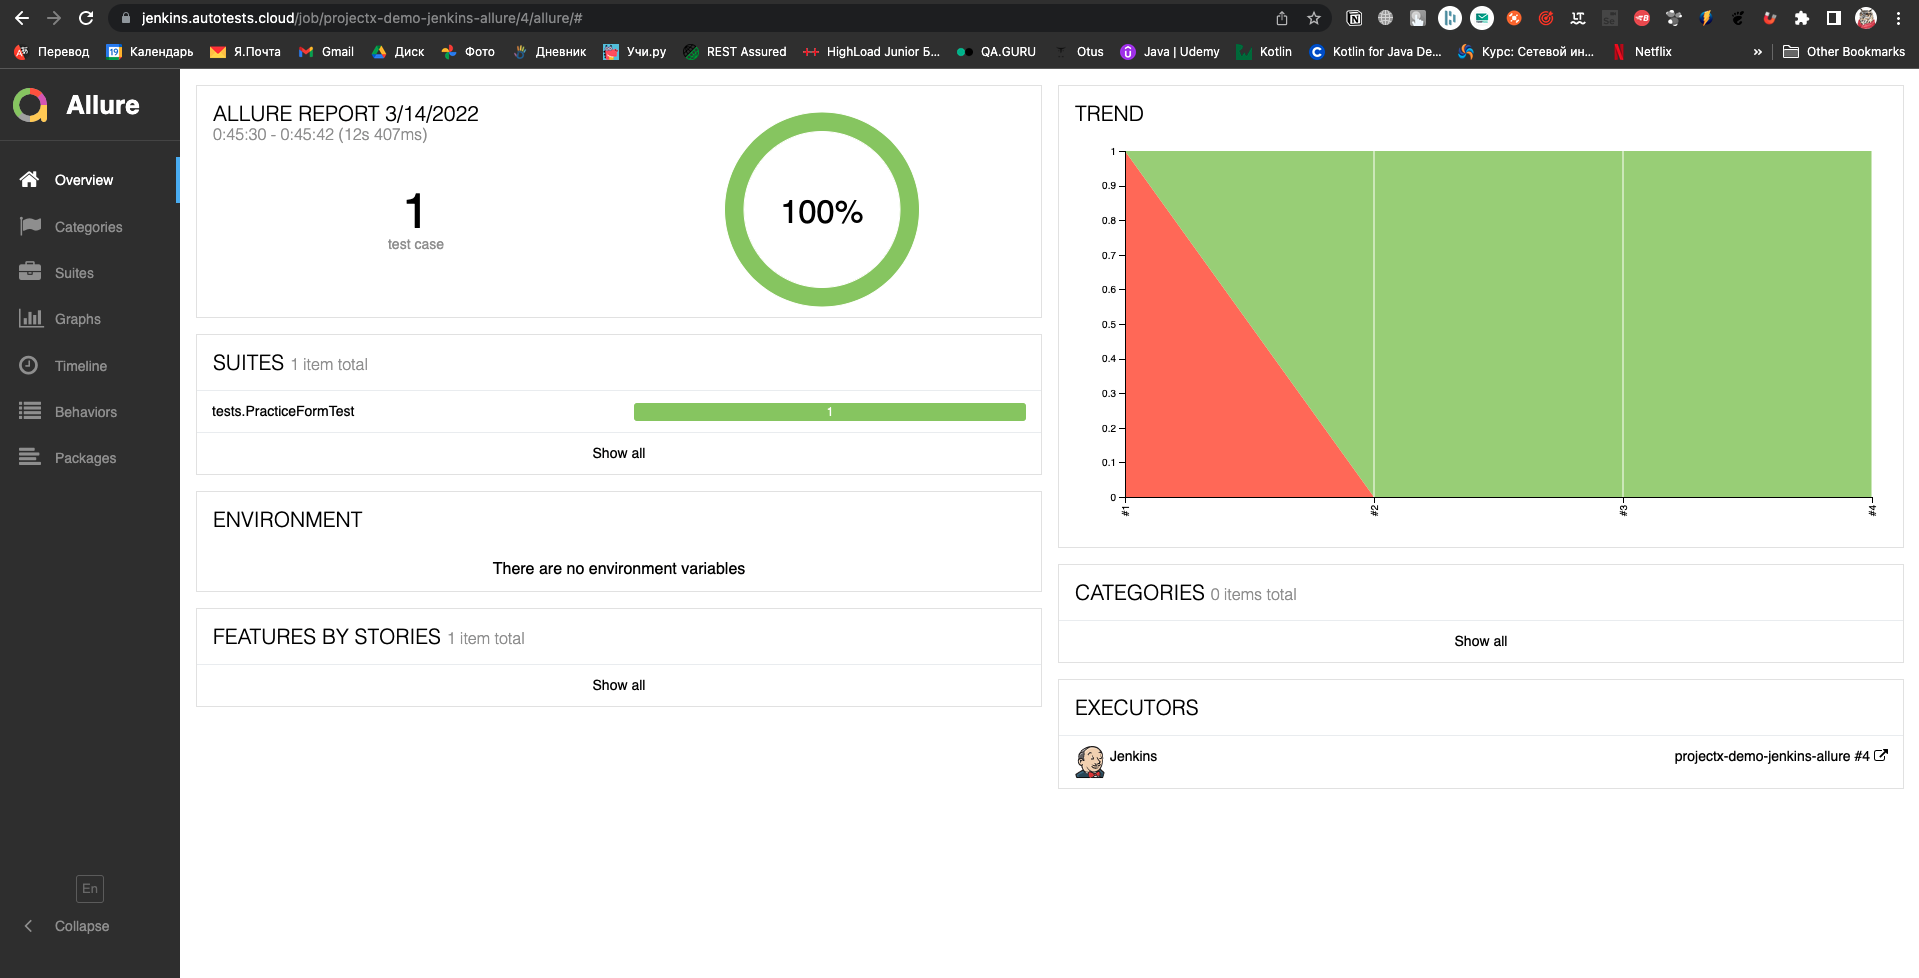 jenkins.autotests.cloud/job/projectx-demo-jenkins-allure/4/allure/#
Перевод
19
Календарь
Я.Почта
Gmail
Диск
Фото
Дневник
Учи.ру
REST Assured
HighLoad Junior Б...
QA.GURU
Otus
Java | Udemy
Kotlin
Kotlin for Java De...
Курс: Сетевой ин...
Netflix
»
Other Bookmarks
Allure
Overview
Categories
Suites
Graphs
Timeline
Behaviors
Packages
En
Collapse
ALLURE REPORT 3/14/2022
0:45:30 - 0:45:42 (12s 407ms)
1
test case
100%
SUITES 1 item total
tests.PracticeFormTest
1
Show all
ENVIRONMENT
There are no environment variables
FEATURES BY STORIES 1 item total
Show all
TREND
1
0.9
0.8
0.7
0.6
0.5
0.4
0.3
0.2
0.1
0
#1
#2
#3
#4
CATEGORIES 0 items total
Show all
EXECUTORS
Jenkins
projectx-demo-jenkins-allure #4